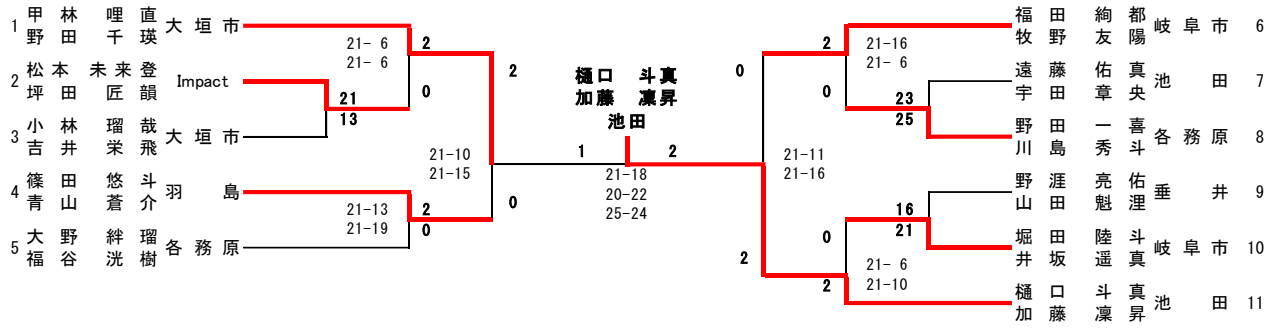 1 甲林 哩直 大垣市
野田 千瑛
2 松本 未来登 Impact
坪田 匠韻
3 小林 瑠哉 大垣市
吉井 栄飛
4 篠田 悠斗 羽島
青山 蒼介
5 大野 絆瑠 各務原
福谷 洸樹
21- 6
21- 6
2
0
21
13
21-13
21-19
2
0
2
21-10
21-15
0
樋口 斗真
加藤 凜昇
池田
1 2
21-18
20-22
25-24
0
21-11
21-16
2
2
21-16
21- 6
0
23
25
16
21
0
21- 6
21-10
2
福田 絢都 岐阜市 6
牧野 友陽
遠藤 佑真 池田 7
宇田 章央
野田 一喜 各務原 8
川島 秀斗
野涯 亮佑 垂井 9
山田 魁浬
堀田 陸斗 岐阜市 10
井坂 遥真
樋口 斗真 池田 11
加藤 凜昇